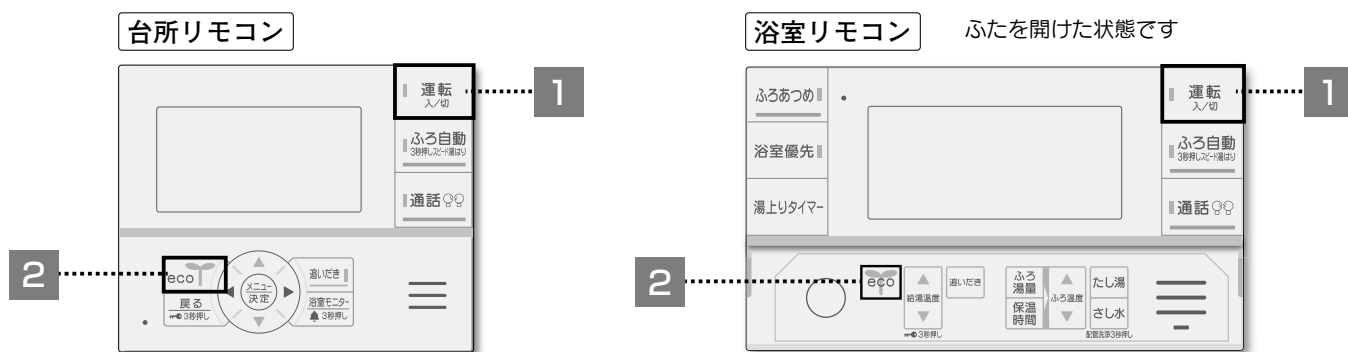 台所リモコン
運転
入/切
1
ふろ自動
3秒押しスピード湯はり
通話
2
eco
戻る
3秒押し
メニュー
決定
追いだき
浴室モニター
3秒押し
浴室リモコン ふたを開けた状態です
ふろあつめ
浴室優先
湯上りタイマー
運転
入/切
1
ふろ自動
3秒押しスピード湯はり
通話
2
eco
給湯温度
3秒押し
追いだき
ふろ
湯量
保温
時間
ふろ温度
たし湯
さし水
配管洗浄3秒押し